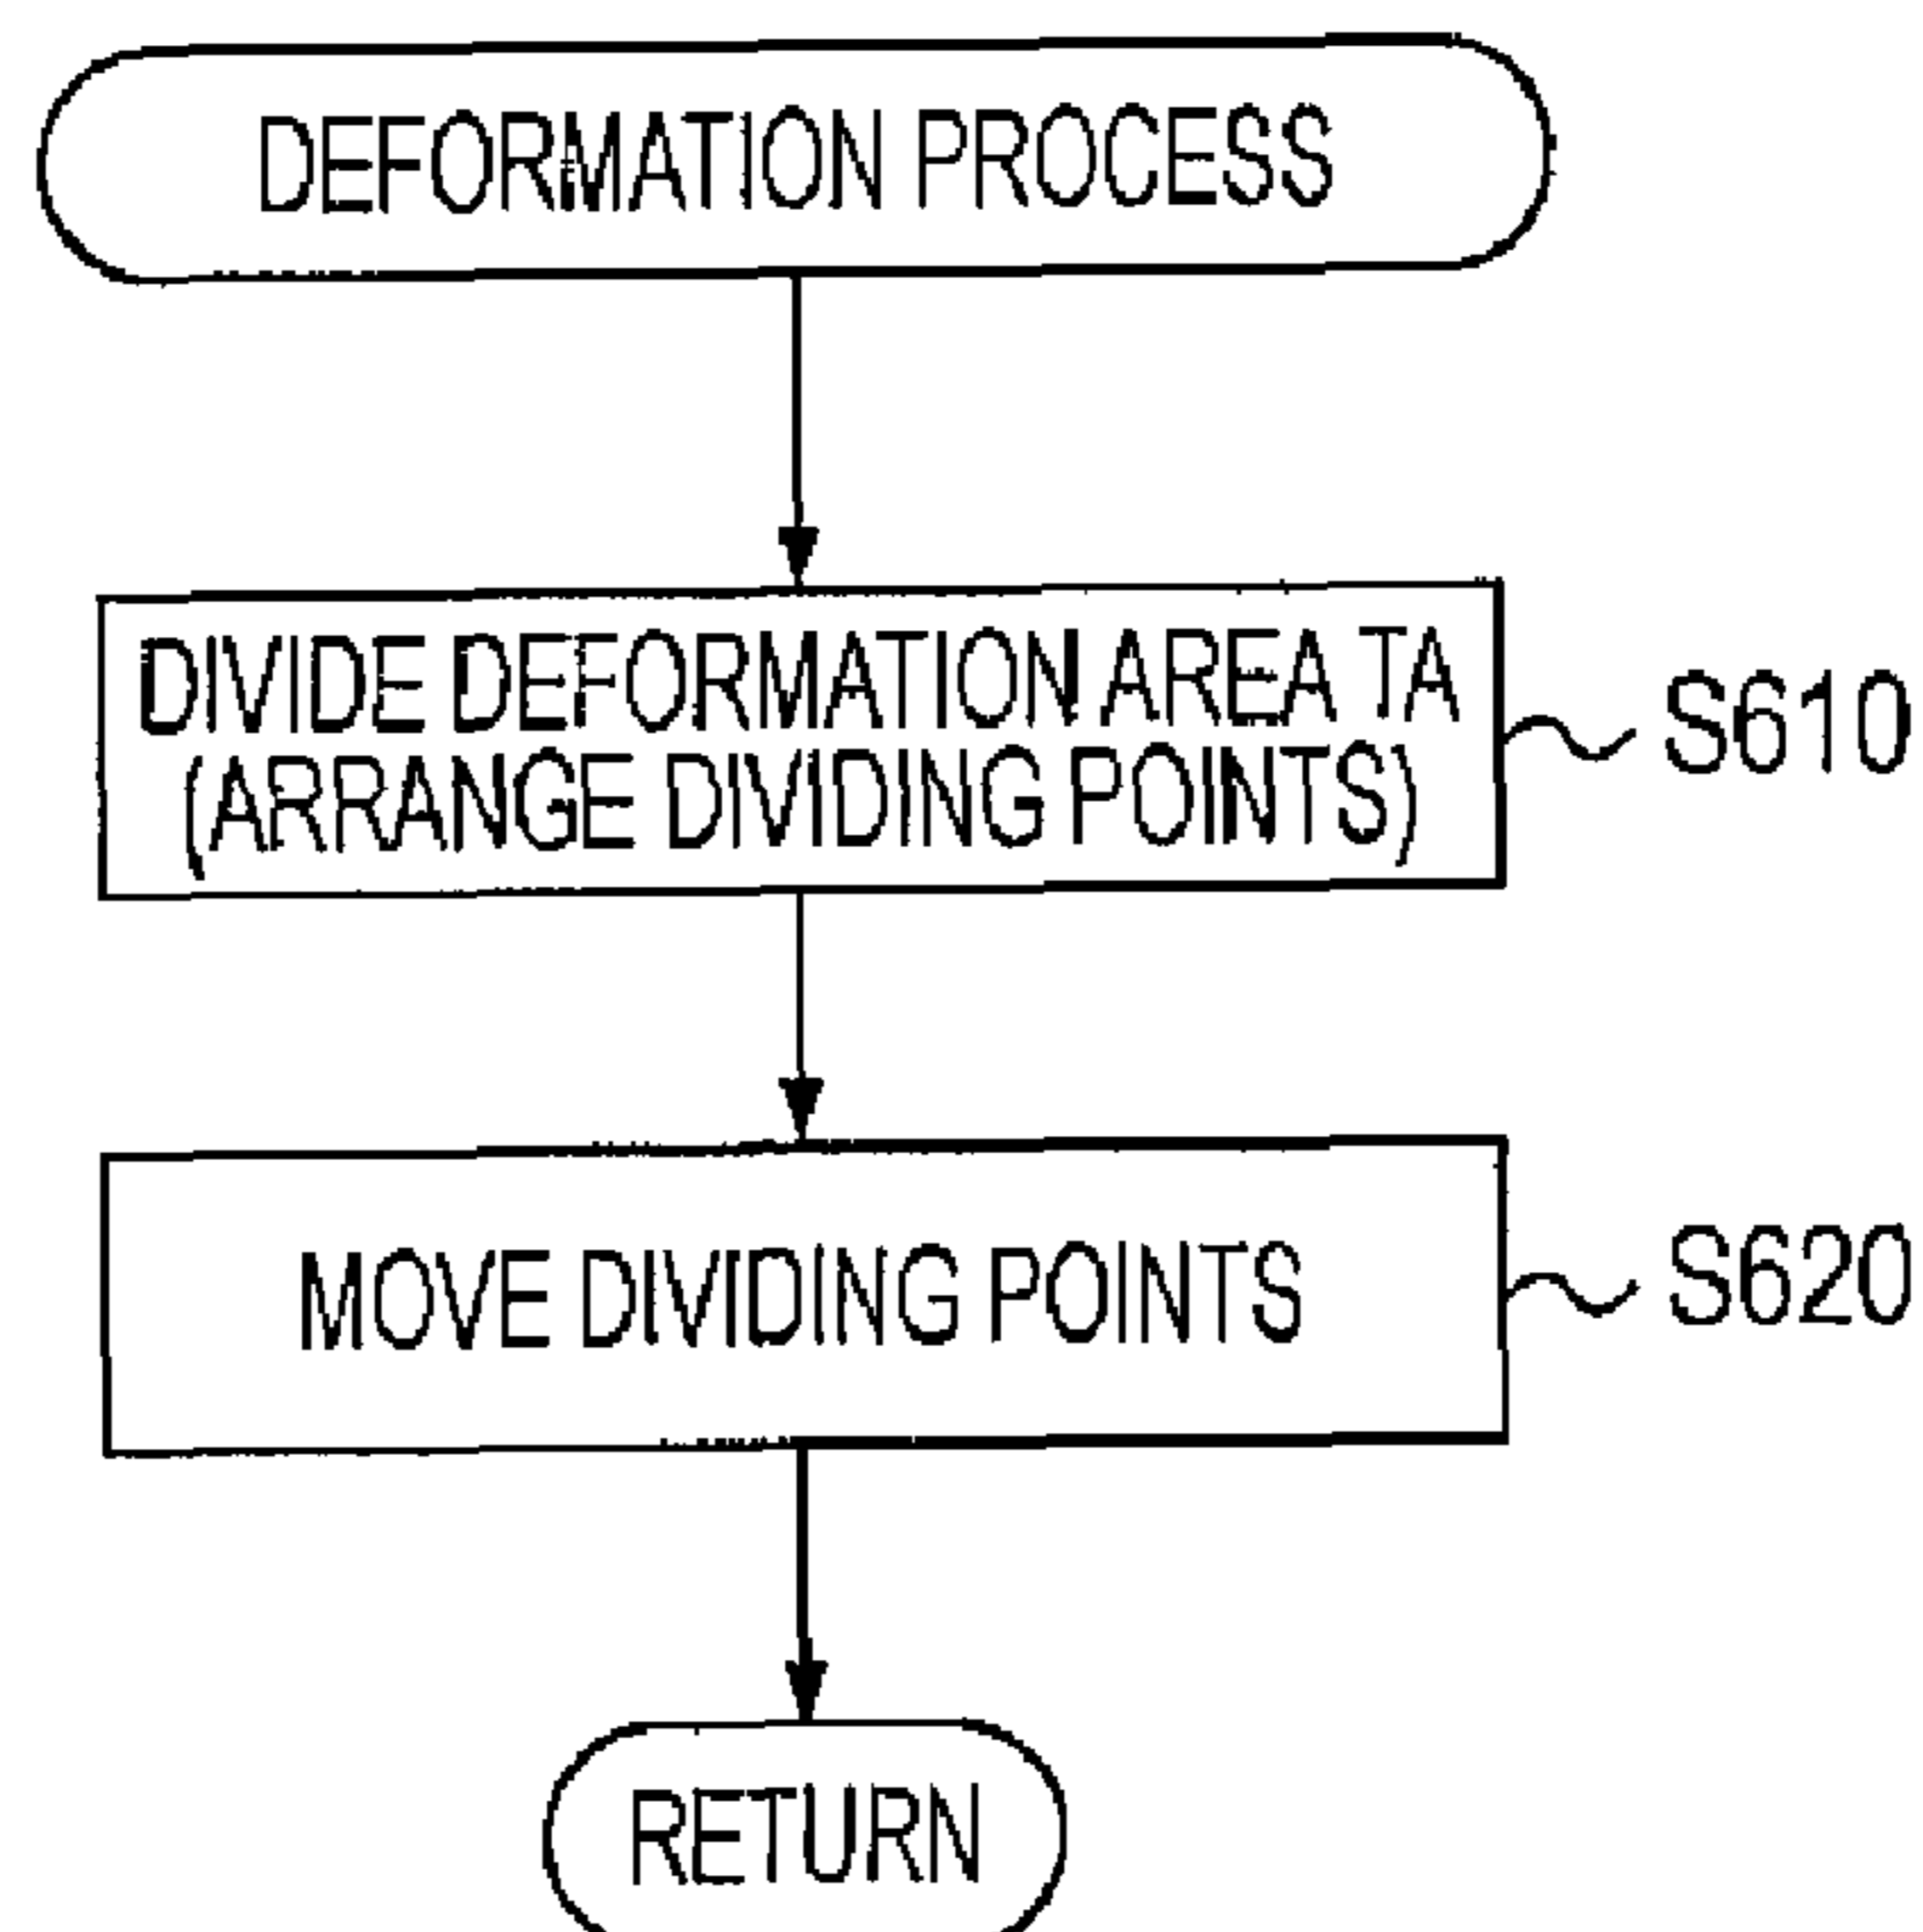 DEFORMATION PROCESS
DIVIDE DEFORMATION AREA TA
(ARRANGE DIVIDING POINTS)
S610
MOVE DIVIDING POINTS
S620
RETURN